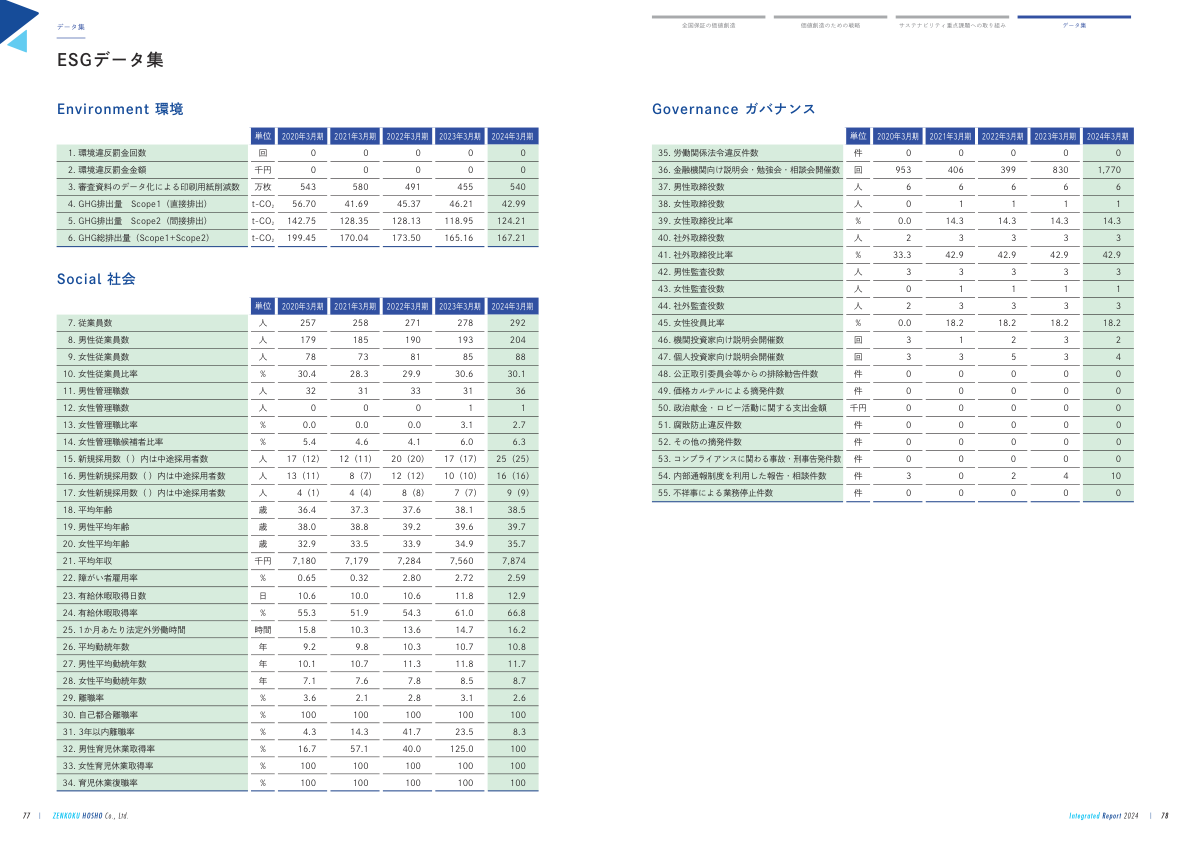 データ集
ESGデータ集
Environment 環境
単位 2020年3月期 2021年3月期 2022年3月期 2023年3月期 2024年3月期
1. 環境違反罰金回数 回 0 0 0 0 0
2. 環境違反罰金金額 千円 0 0 0 0 0
3. 審査資料のデータ化による印刷用紙削減数 万枚 543 580 491 455 540
4. GHG排出量 Scope1（直接排出） t-CO₂ 56.70 41.69 45.37 46.21 42.99
5. GHG排出量 Scope2（間接排出） t-CO₂ 142.75 128.35 128.13 118.95 124.21
6. GHG総排出量（Scope1+Scope2） t-CO₂ 199.45 170.04 173.50 165.16 167.21
Social 社会
単位 2020年3月期 2021年3月期 2022年3月期 2023年3月期 2024年3月期
7. 従業員数 人 257 258 271 278 292
8. 男性従業員数 人 179 185 190 193 204
9. 女性従業員数 人 78 73 81 85 88
10. 女性従業員比率 % 30.4 28.3 29.9 30.6 30.1
11. 男性管理職数 人 32 31 33 31 36
12. 女性管理職数 人 0 0 0 1 1
13. 女性管理職比率 % 0.0 0.0 0.0 3.1 2.7
14. 女性管理職候補者比率 % 5.4 4.6 4.1 6.0 6.3
15. 新規採用数（ ）内は中途採用者数 人 17（12） 12（11） 20（20） 17（17） 25（25）
16. 男性新規採用数（ ）内は中途採用者数 人 13（11） 8（7） 12（12） 10（10） 16（16）
17. 女性新規採用数（ ）内は中途採用者数 人 4（1） 4（4） 8（8） 7（7） 9（9）
18. 平均年齢 歳 36.4 37.3 37.6 38.1 38.5
19. 男性平均年齢 歳 38.0 38.8 39.2 39.6 39.7
20. 女性平均年齢 歳 32.9 33.5 33.9 34.9 35.7
21. 平均年収 千円 7,180 7,179 7,284 7,560 7,874
22. 障がい者雇用率 % 0.65 0.32 2.80 2.72 2.59
23. 有給休暇取得日数 日 10.6 10.0 10.6 11.8 12.9
24. 有給休暇取得率 % 55.3 51.9 54.3 61.0 66.8
25. 1か月あたり法定外労働時間 時間 15.8 10.3 13.6 14.7 16.2
26. 平均勤続年数 年 9.2 9.8 10.3 10.7 10.8
27. 男性平均勤続年数 年 10.1 10.7 11.3 11.8 11.7
28. 女性平均勤続年数 年 7.1 7.6 7.8 8.5 8.7
29. 離職率 % 3.6 2.1 2.8 3.1 2.6
30. 自己都合離職率 % 100 100 100 100 100
31. 3年以内離職率 % 4.3 14.3 41.7 23.5 8.3
32. 男性育児休業取得率 % 16.7 57.1 40.0 125.0 100
33. 女性育児休業取得率 % 100 100 100 100 100
34. 育児休業復職率 % 100 100 100 100 100
77 | ZENKOKU HOSHO Co., Ltd.
全国保証の価値創造 価値創造のための戦略 サステナビリティ重点課題への取り組み データ集
Governance ガバナンス
単位 2020年3月期 2021年3月期 2022年3月期 2023年3月期 2024年3月期
35. 労働関係法令違反件数 件 0 0 0 0 0
36. 金融機関向け説明会・勉強会・相談会開催数 回 953 406 399 830 1,770
37. 男性取締役数 人 6 6 6 6 6
38. 女性取締役数 人 0 1 1 1 1
39. 女性取締役比率 % 0.0 14.3 14.3 14.3 14.3
40. 社外取締役数 人 2 3 3 3 3
41. 社外取締役比率 % 33.3 42.9 42.9 42.9 42.9
42. 男性監査役数 人 3 3 3 3 3
43. 女性監査役数 人 0 1 1 1 1
44. 社外監査役数 人 2 3 3 3 3
45. 女性役員比率 % 0.0 18.2 18.2 18.2 18.2
46. 機関投資家向け説明会開催数 回 3 1 2 3 2
47. 個人投資家向け説明会開催数 回 3 3 5 3 4
48. 公正取引委員会等からの排除勧告件数 件 0 0 0 0 0
49. 価格カルテルによる摘発件数 件 0 0 0 0 0
50. 政治献金・ロビー活動に関する支出金額 千円 0 0 0 0 0
51. 腐敗防止違反件数 件 0 0 0 0 0
52. その他の摘発件数 件 0 0 0 0 0
53. コンプライアンスに関わる事故・刑事告発件数 件 0 0 0 0 0
54. 内部通報制度を利用した報告・相談件数 件 3 0 2 4 10
55. 不祥事による業務停止件数 件 0 0 0 0 0
Integrated Report 2024 | 78